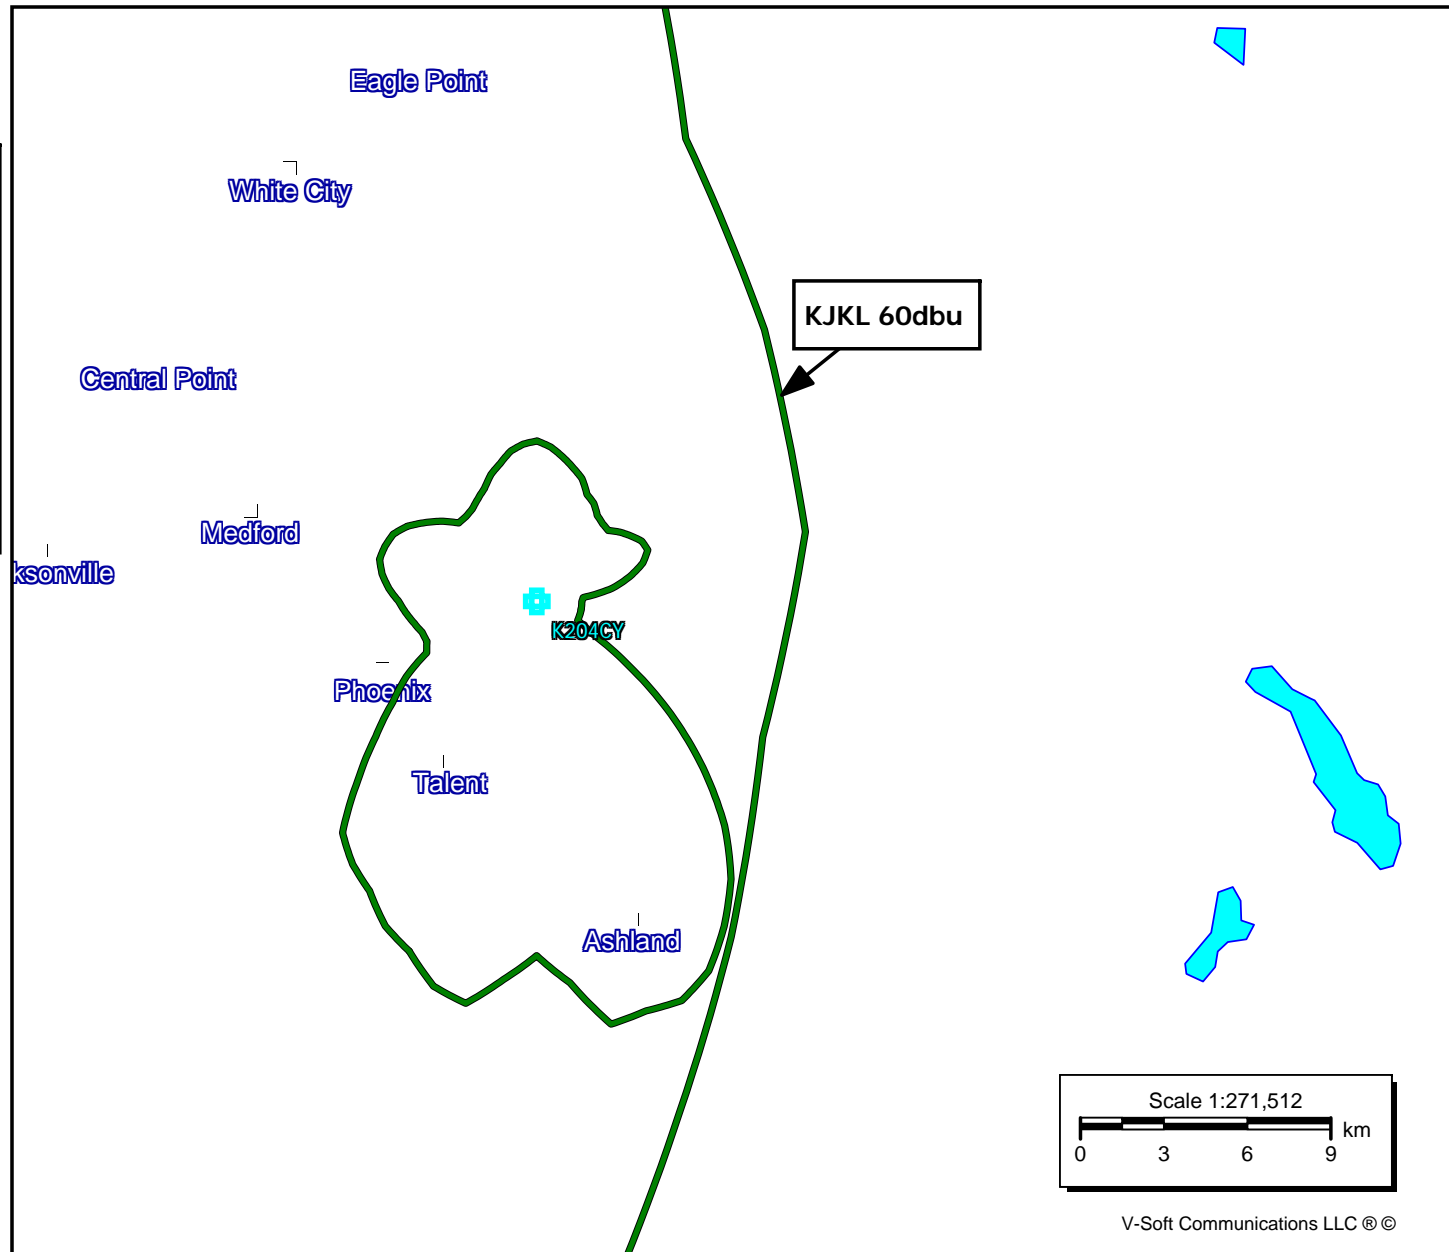 Eagle Point
White City
KJKL 60dbu
Central Point
Medford
ksonville
K204CY
Phoenix
Talent
Ashland
Scale 1:271,512
km
0 3 6 9
V-Soft Communications LLC ® ©